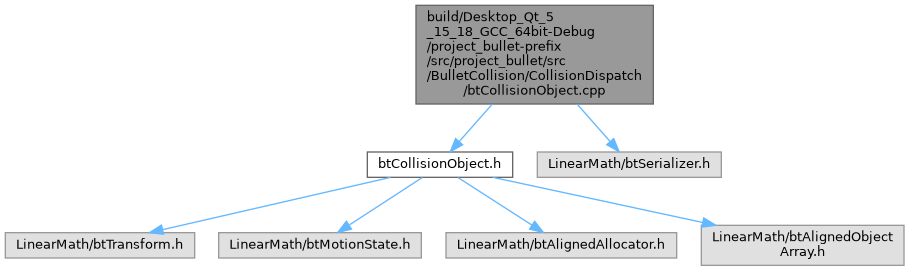 build/Desktop_Qt_5
_15_18_GCC_64bit-Debug
/project_bullet-prefix
/src/project_bullet/src
/BulletCollision/CollisionDispatch
/btCollisionObject.cpp
btCollisionObject.h
LinearMath/btSerializer.h
LinearMath/btTransform.h
LinearMath/btMotionState.h
LinearMath/btAlignedAllocator.h
LinearMath/btAlignedObject
Array.h